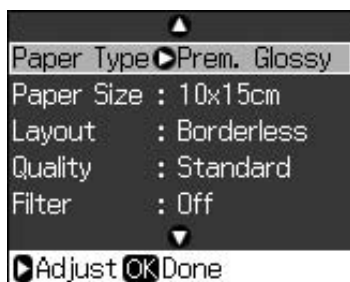 Paper Type Prem. Glossy
Paper Size : 10x15cm
Layout : Borderless
Quality : Standard
Filter : Off
Adjust OK Done